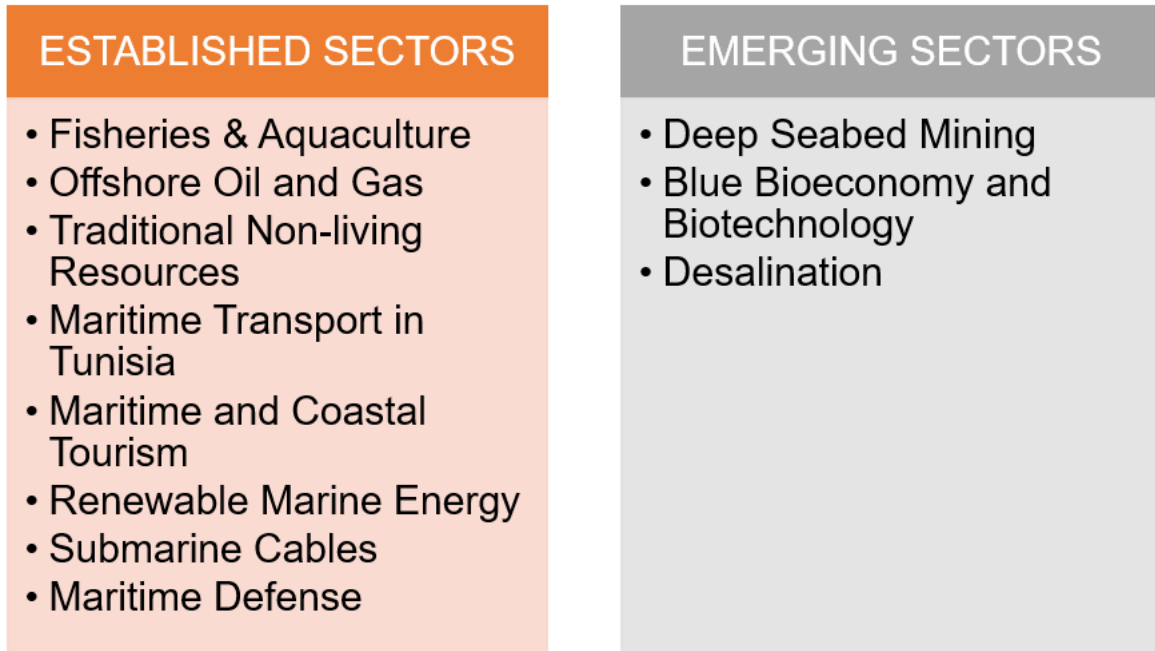 ESTABLISHED SECTORS
• Fisheries & Aquaculture
• Offshore Oil and Gas
• Traditional Non-living
Resources
• Maritime Transport in
Tunisia
• Maritime and Coastal
Tourism
• Renewable Marine Energy
• Submarine Cables
• Maritime Defense
EMERGING SECTORS
• Deep Seabed Mining
• Blue Bioeconomy and
Biotechnology
• Desalination